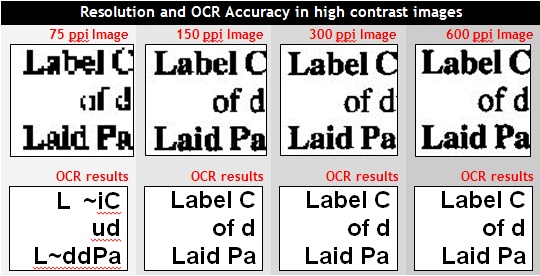 Resolution and OCR Accuracy in high contrast images
75 ppi Image
150 ppi Image
300 ppi Image
600 ppi Image
Label C
of d
Laid Pa
Label C
of d
Laid Pa
Label C
of d
Laid Pa
Label C
of d
Laid Pa
OCR results
OCR results
OCR results
OCR results
L ~iC
ud
L~ddPa
Label C
of d
Laid Pa
Label C
of d
Laid Pa
Label C
of d
Laid Pa